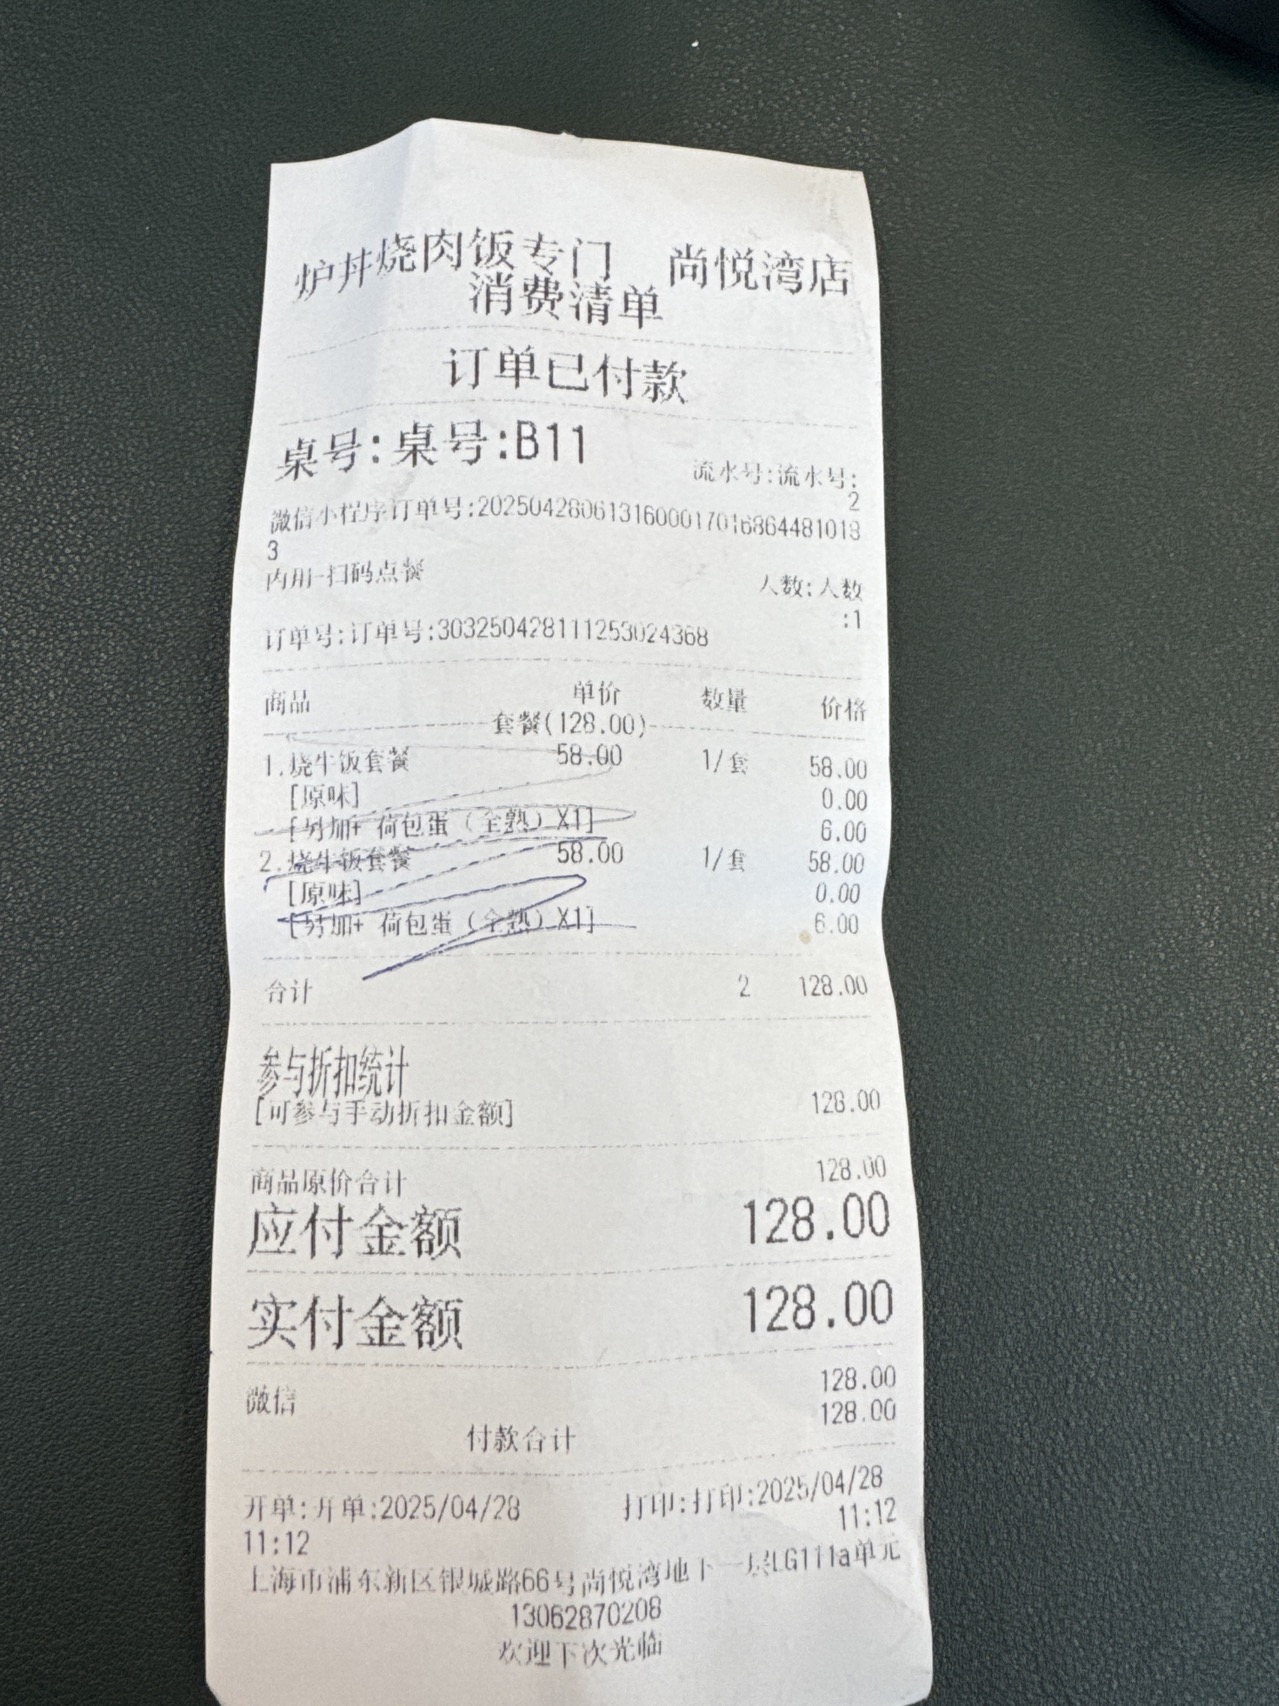 炉丼烧肉饭专门　尚悦湾店
消费清单
订单已付款
桌号:桌号:B11
流水号:流水号:
2
微信小程序订单号:2025042806131600017016864481018
3
内用-扫码点餐
人数:人数
:1
订单号:订单号:303250428111253024368
商品 单价 数量 价格
套餐(128.00)
1.烧牛饭套餐 58.00 1/套 58.00
[原味] 0.00
[另加+ 荷包蛋（全熟）X1] 6.00
2.烧牛饭套餐 58.00 1/套 58.00
[原味] 0.00
[另加+ 荷包蛋（全熟）X1] 6.00
合计 2 128.00
参与折扣统计
[可参与手动折扣金额] 128.00
商品原价合计 128.00
应付金额 128.00
实付金额 128.00
微信 128.00
付款合计 128.00
开单:开单:2025/04/28 打印:打印:2025/04/28
11:12 11:12
上海市浦东新区银城路66号尚悦湾地下一层LG111a单元
13062870208
欢迎下次光临